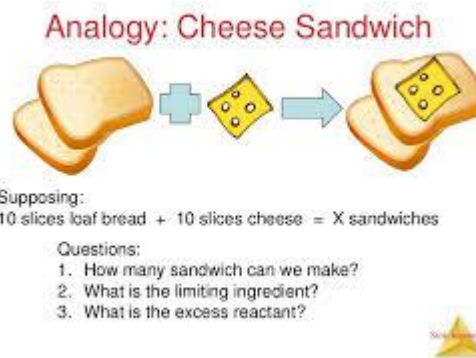 Analogy: Cheese Sandwich
Supposing:
10 slices loaf bread + 10 slices cheese = X sandwiches
Questions:
1. How many sandwich can we make?
2. What is the limiting ingredient?
3. What is the excess reactant?